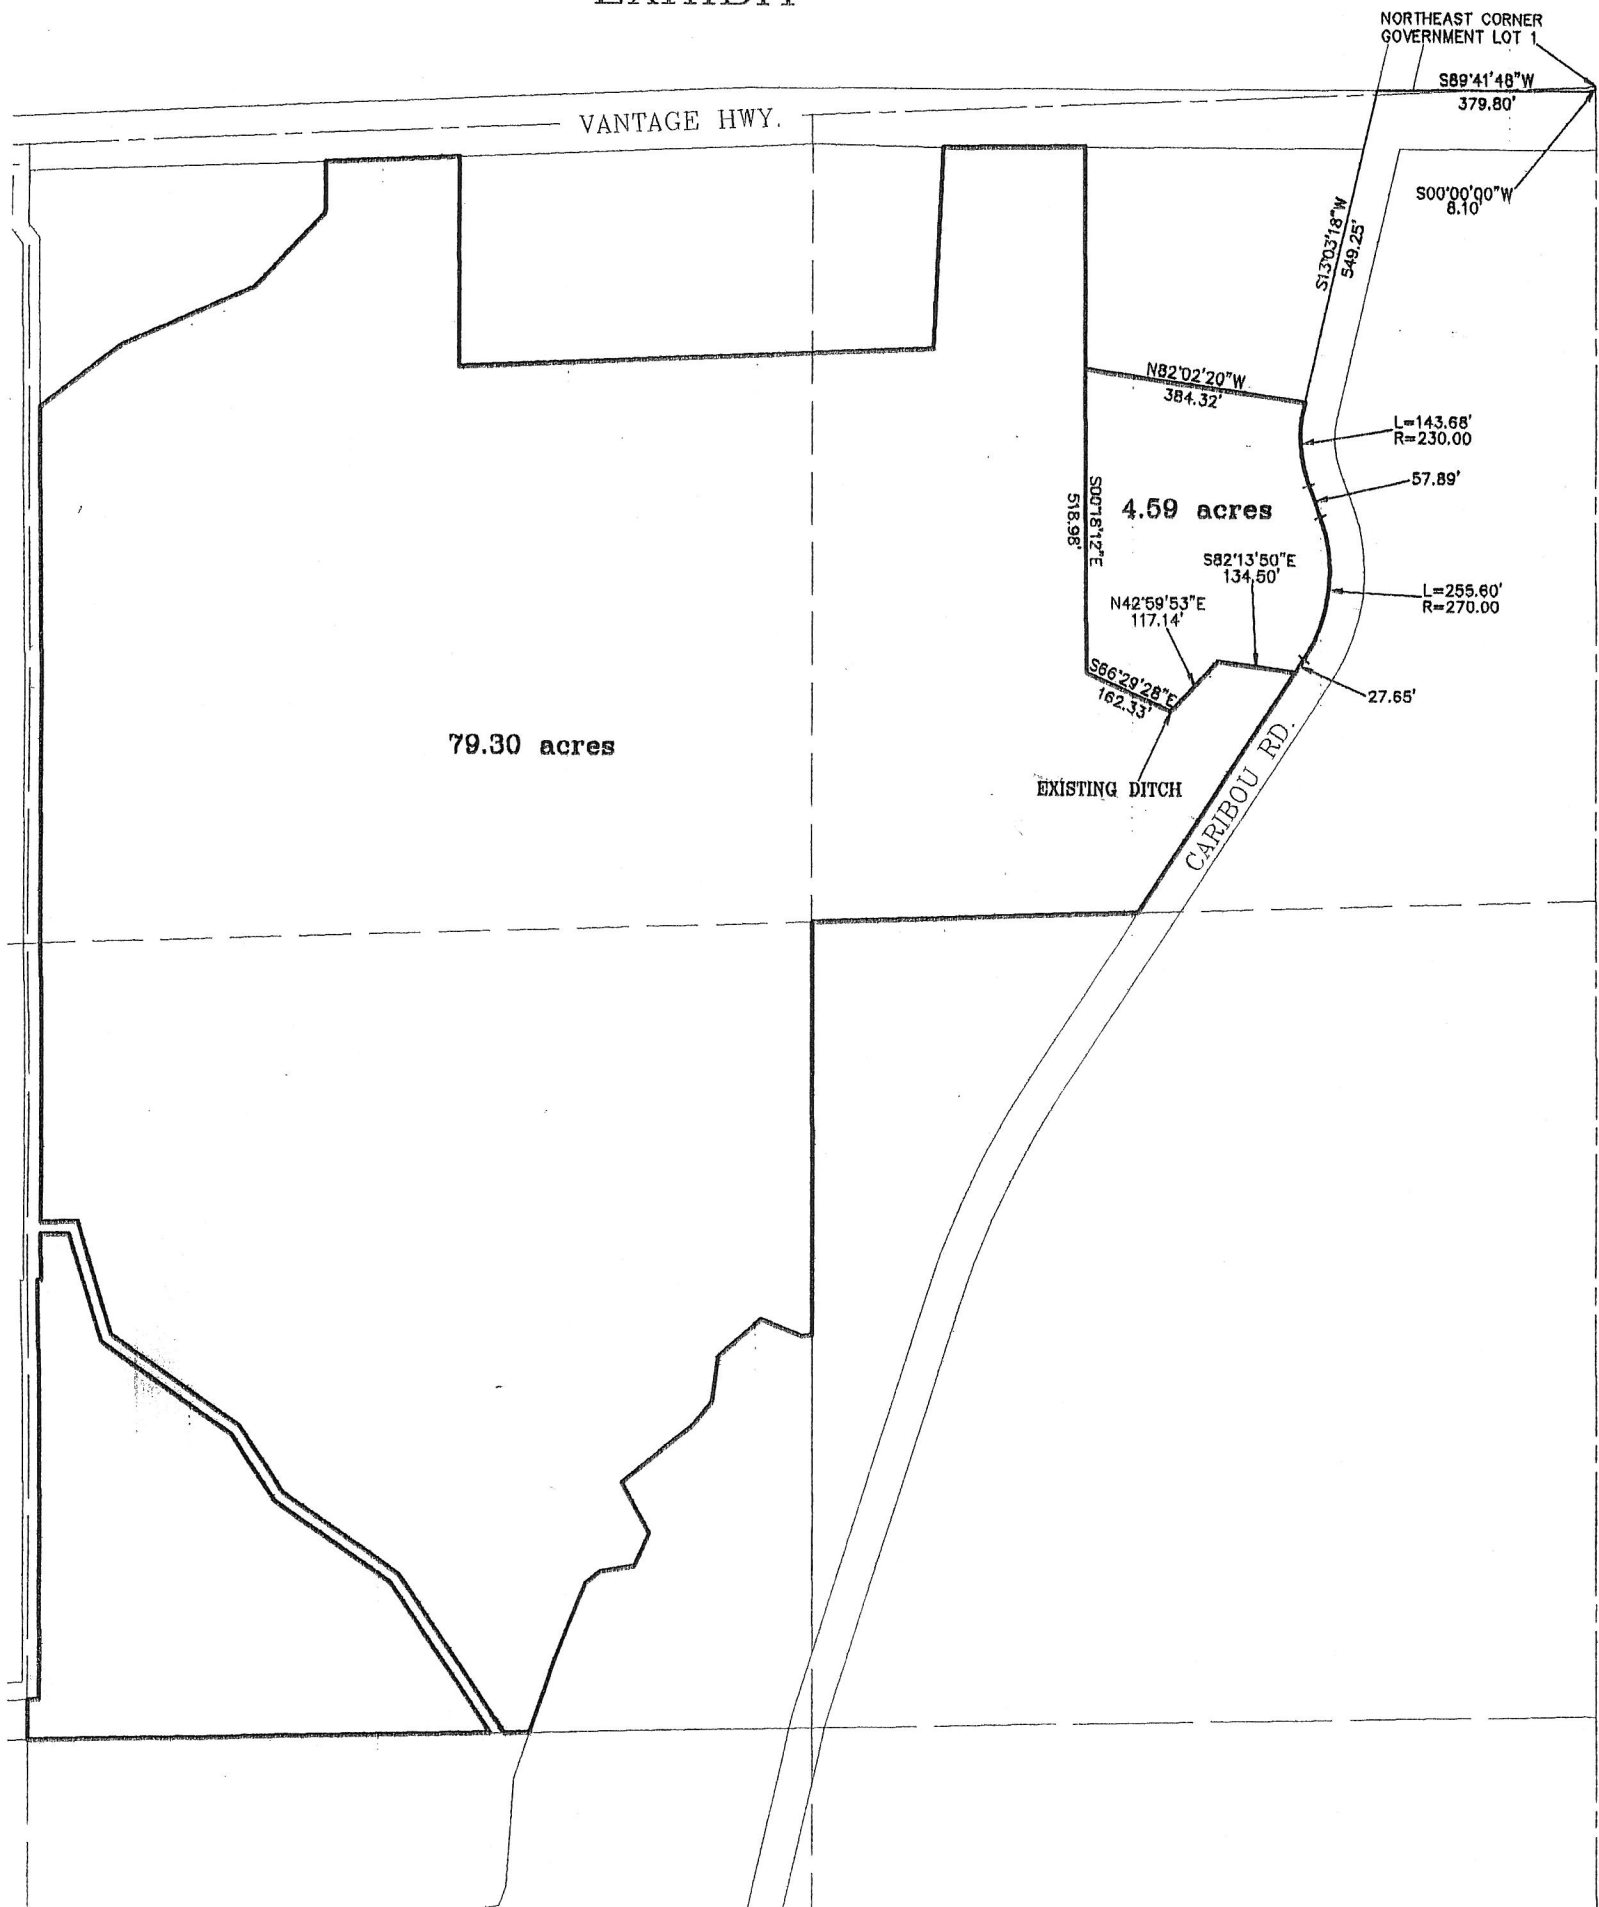 EXHIBIT
NORTHEAST CORNER
GOVERNMENT LOT 1
S89°41'48"W
379.80'
VANTAGE HWY.
S00°00'00"W
8.10'
S13°03'18"W
549.25'
N82°02'20"W
384.32'
L=143.68'
R=230.00
57.89'
S00°18'12"E
518.98'
4.59 acres
S82°13'50"E
134.50'
N42°59'53"E
117.14'
L=255.60'
R=270.00
S66°29'28"E
162.33'
27.65'
79.30 acres
EXISTING DITCH
CARIBOU RD.